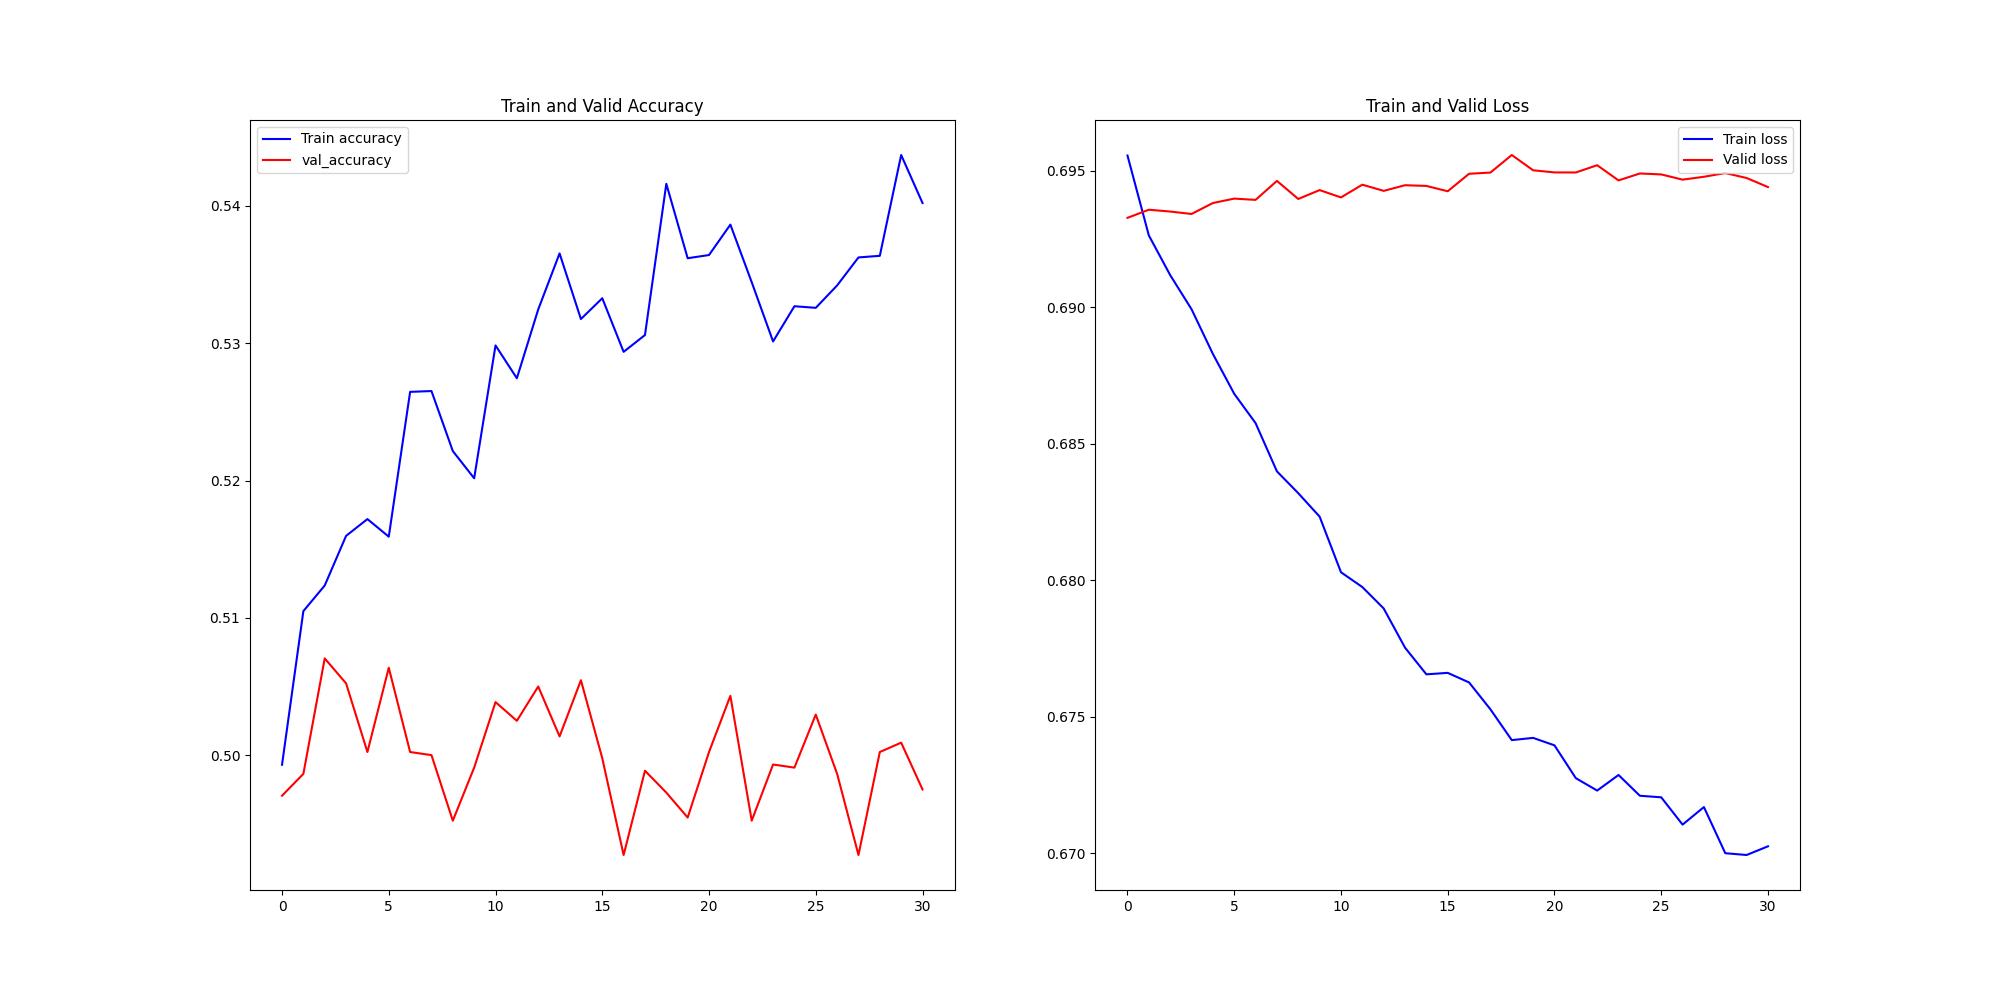 Train and Valid Accuracy
Train accuracy
val_accuracy
0.54
0.53
0.52
0.51
0.50
0 5 10 15 20 25 30
Train and Valid Loss
Train loss
Valid loss
0.695
0.690
0.685
0.680
0.675
0.670
0 5 10 15 20 25 30